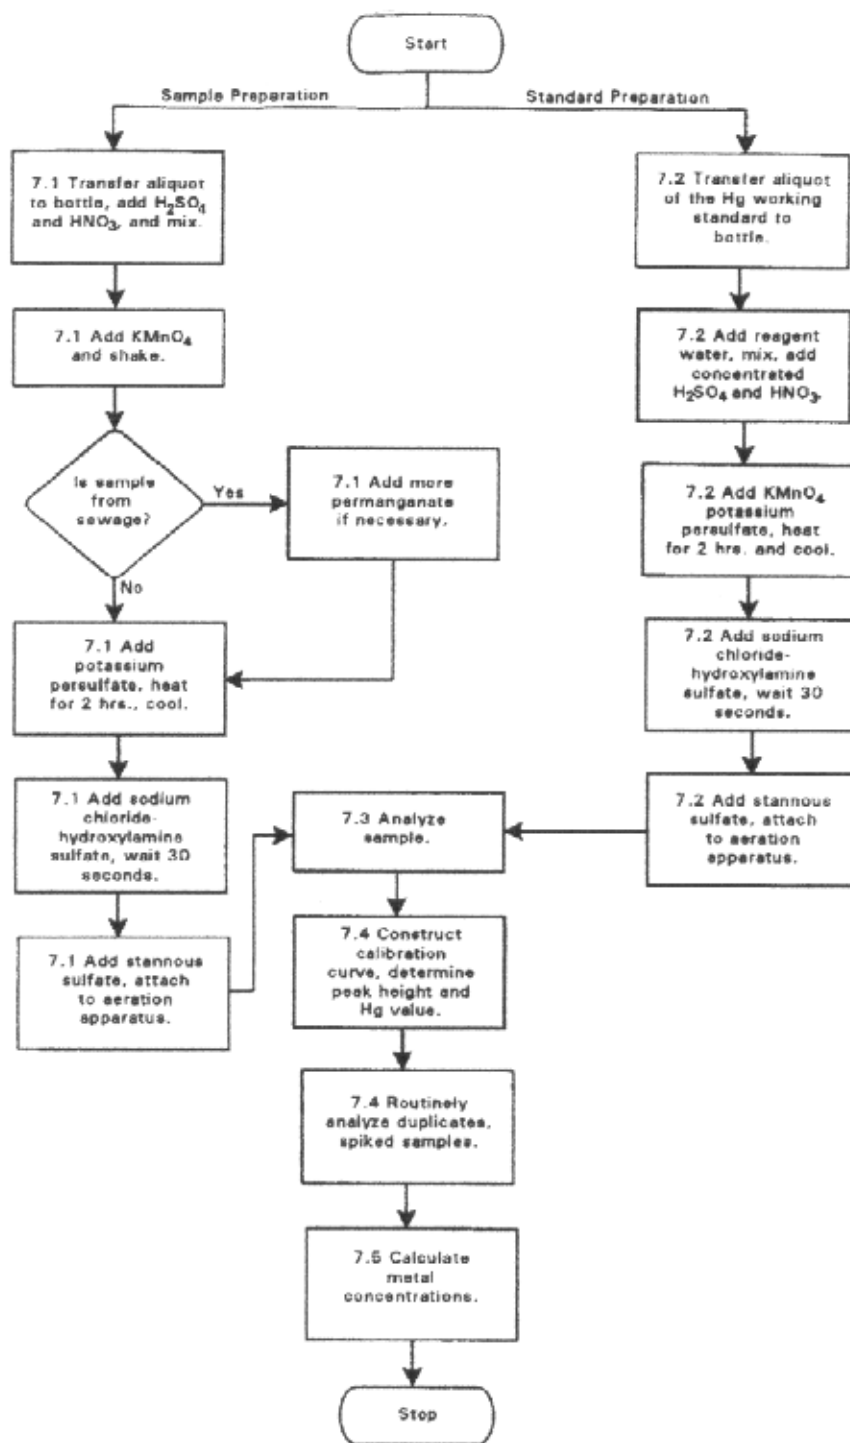 Start
Sample Preparation
Standard Preparation
7.1 Transfer aliquot
to bottle, add H₂SO₄
and HNO₃, and mix.
7.1 Add KMnO₄
and shake.
Is sample
from
sewage?
Yes
7.1 Add more
permanganate
if necessary.
No
7.1 Add
potassium
persulfate, heat
for 2 hrs., cool.
7.1 Add sodium
chloride-
hydroxylamine
sulfate, wait 30
seconds.
7.1 Add stannous
sulfate, attach
to aeration
apparatus.
7.2 Transfer aliquot
of the Hg working
standard to
bottle.
7.2 Add reagent
water, mix, add
concentrated
H₂SO₄ and HNO₃.
7.2 Add KMnO₄
potassium
persulfate, heat
for 2 hrs. and cool.
7.2 Add sodium
chloride-
hydroxylamine
sulfate, wait 30
seconds.
7.2 Add stannous
sulfate, attach
to aeration
apparatus.
7.3 Analyze
sample.
7.4 Construct
calibration
curve, determine
peak height and
Hg value.
7.4 Routinely
analyze duplicates,
spiked samples.
7.5 Calculate
metal
concentrations.
Stop